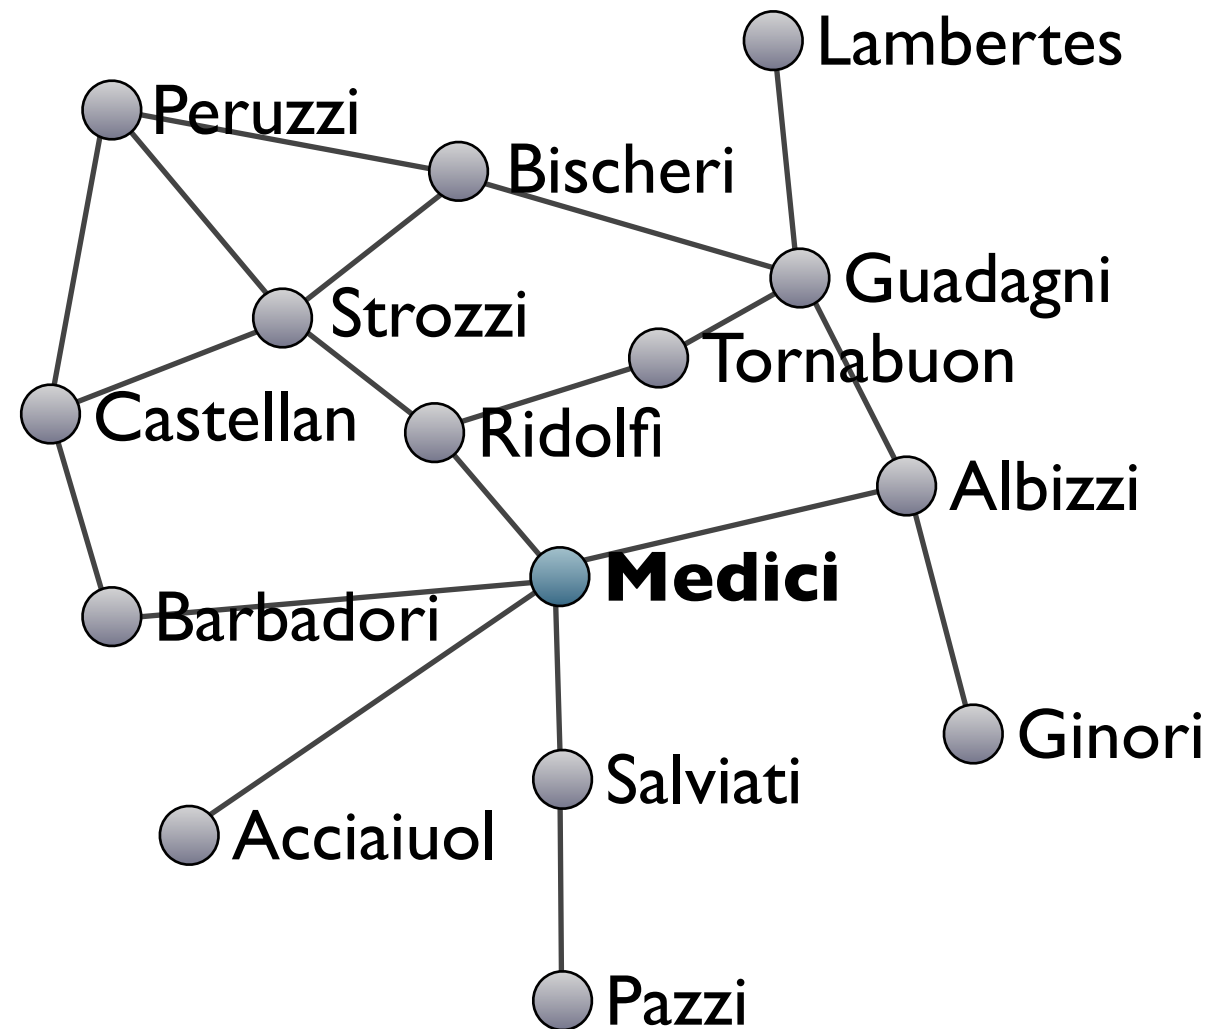 Lambertes
Peruzzi
Bischeri
Guadagni
Strozzi
Tornabuon
Castellan
Ridolfi
Albizzi
Medici
Barbadori
Ginori
Salviati
Acciaiuol
Pazzi